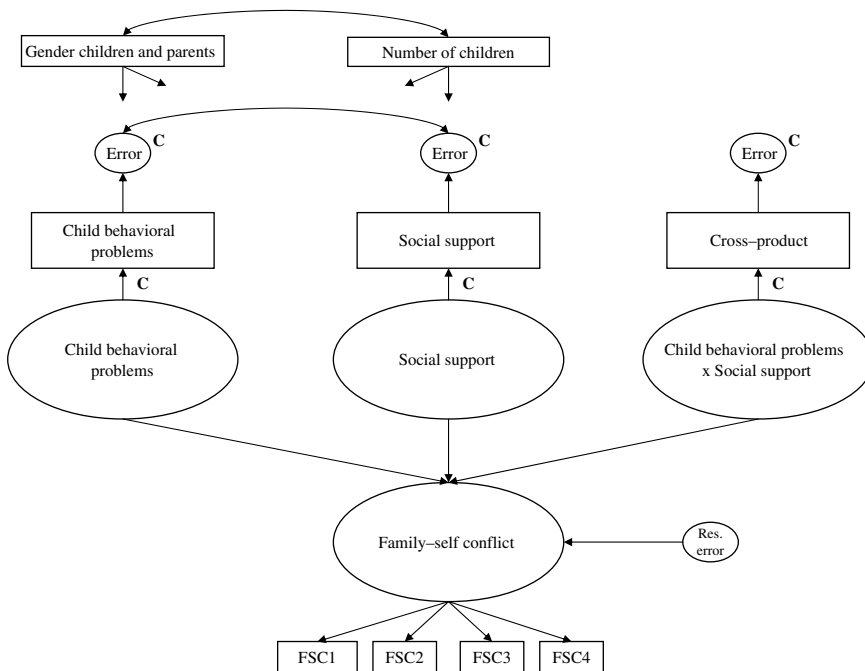 Gender children and parents
Number of children
Error
C
Error
C
Error
C
Child behavioral
problems
Social support
Cross–product
C
C
C
Child behavioral
problems
Social support
Child behavioral problems
x Social support
Family–self conflict
Res.
error
FSC1
FSC2
FSC3
FSC4